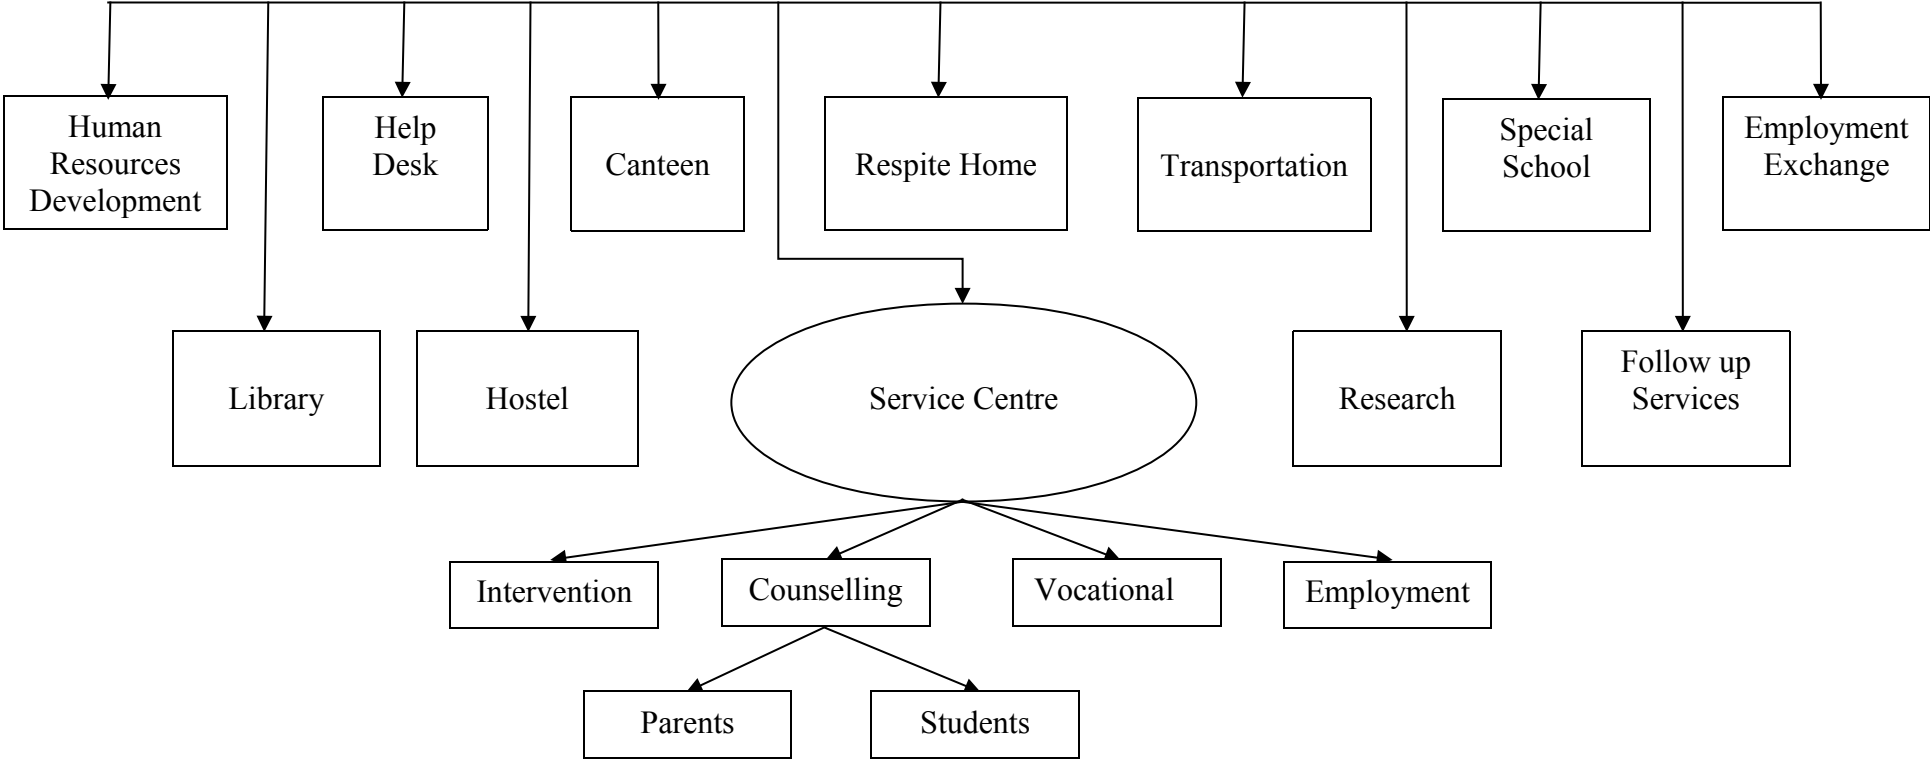 Human
Resources
Development
Help
Desk
Canteen
Respite Home
Transportation
Special
School
Employment
Exchange
Library
Hostel
Service Centre
Research
Follow up
Services
Intervention
Counselling
Vocational
Employment
Parents
Students